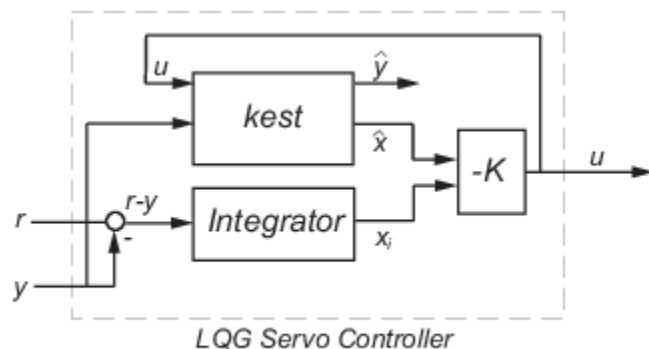 u
ŷ
kest
x̂
-K
u
r
r-y
-
Integrator
xᵢ
y
LQG Servo Controller